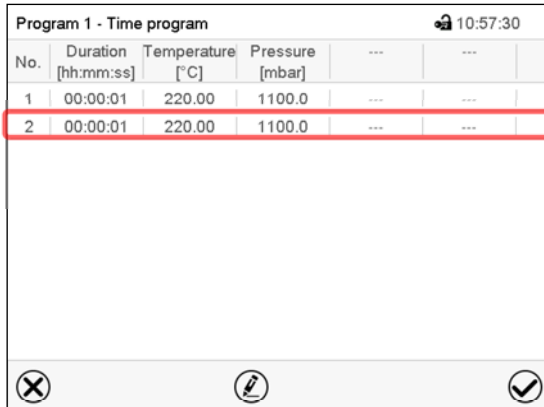 Program 1 - Time program 10:57:30
No. Duration [hh:mm:ss] Temperature [°C] Pressure [mbar] --- ---
1 00:00:01 220.00 1100.0 --- ---
2 00:00:01 220.00 1100.0 --- ---